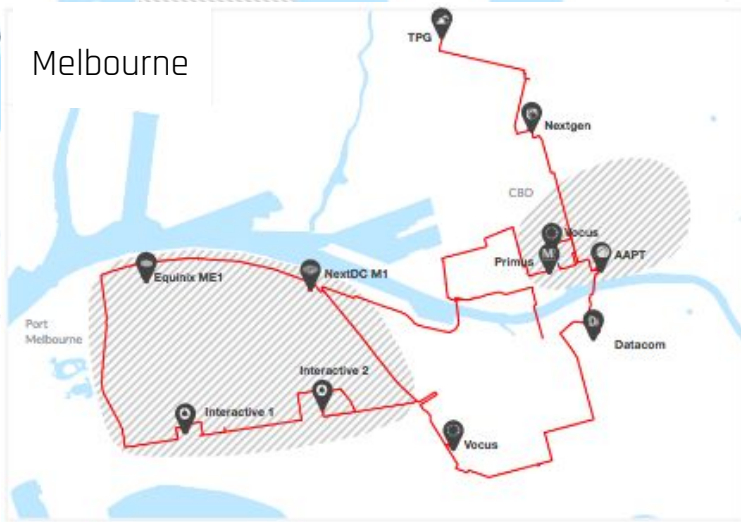 Melbourne
TPG
Nextgen
CBD
Vocus
Primus
M
AAPT
Equinix ME1
NextDC M1
Port
Melbourne
D
Datacom
Interactive 2
Interactive 1
Vocus